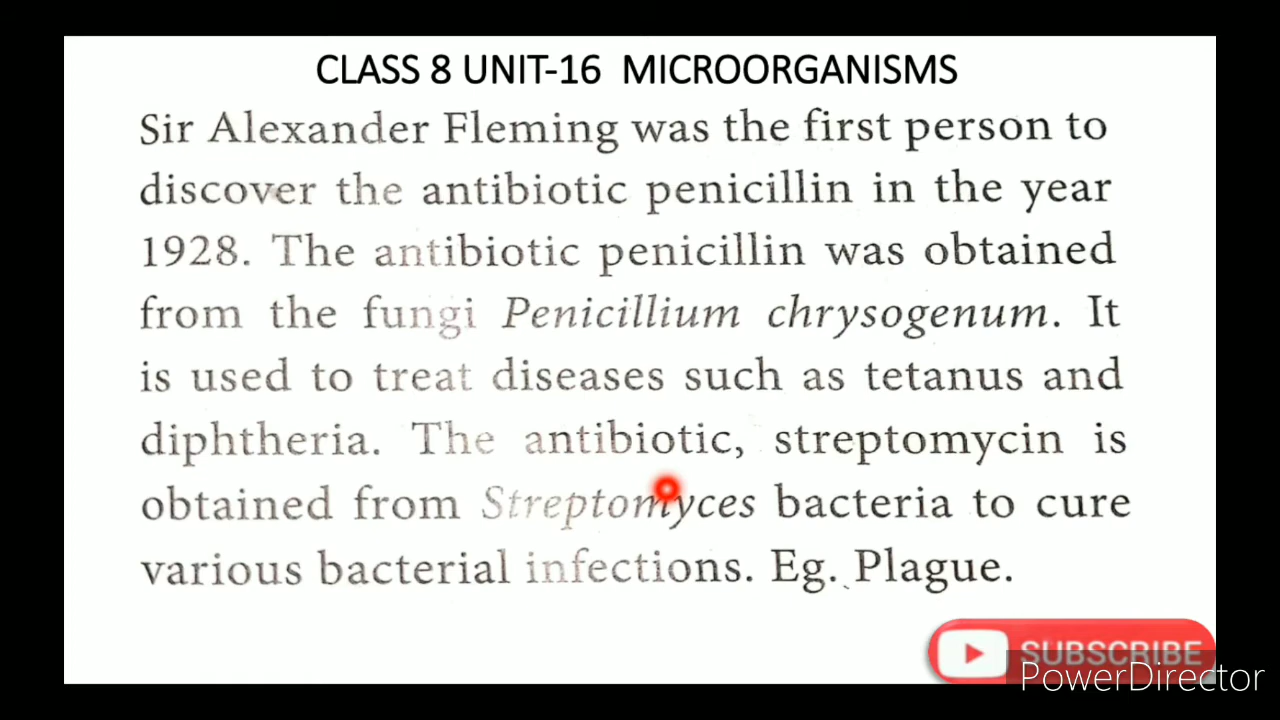 CLASS 8 UNIT-16 MICROORGANISMS
Sir Alexander Fleming was the first person to
discover the antibiotic penicillin in the year
1928. The antibiotic penicillin was obtained
from the fungi Penicillium chrysogenum. It
is used to treat diseases such as tetanus and
diphtheria. The antibiotic, streptomycin is
obtained from Streptomyces bacteria to cure
various bacterial infections. Eg. Plague.
SUBSCRIBE
PowerDirector